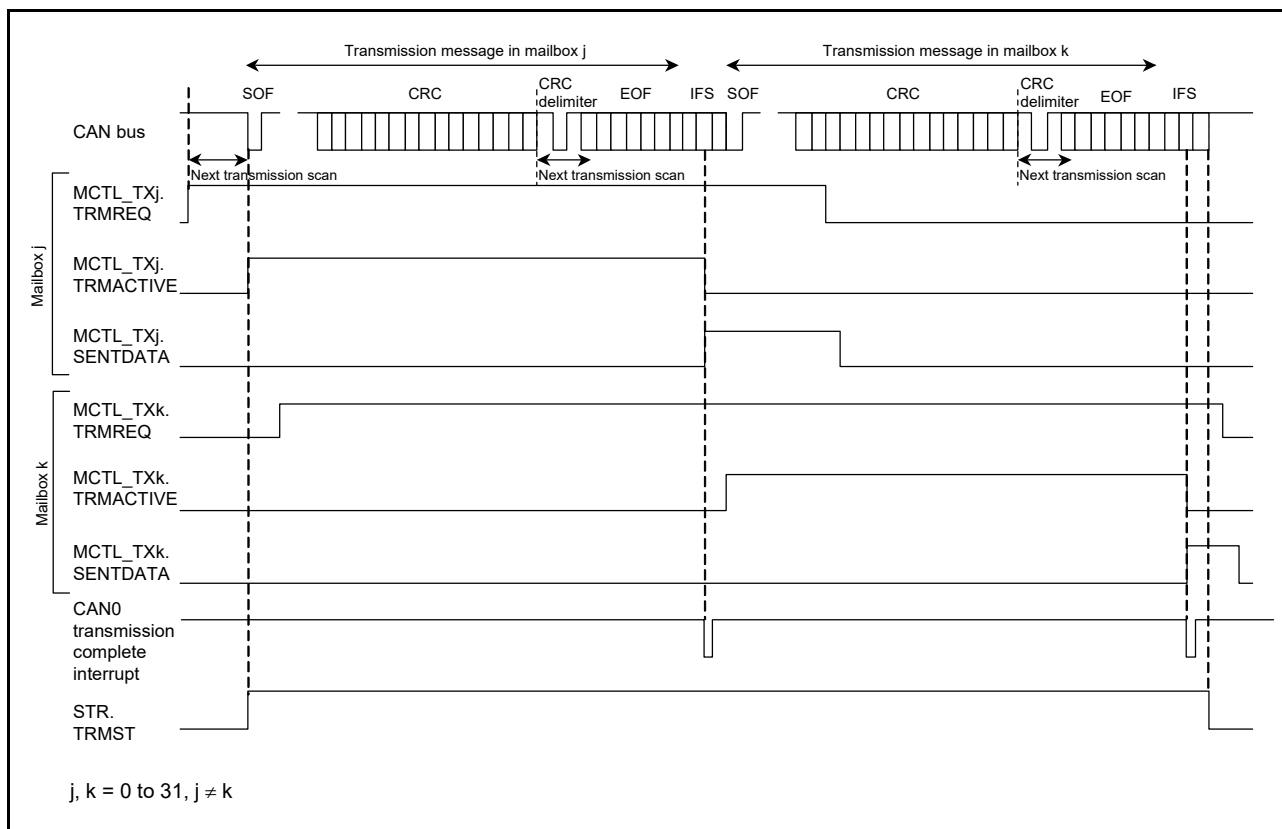 Transmission message in mailbox j
Transmission message in mailbox k
SOF
CRC
CRC
delimiter
EOF
IFS
SOF
CRC
CRC
delimiter
EOF
IFS
CAN bus
Next transmission scan
Next transmission scan
Next transmission scan
Mailbox j
MCTL_TXj.
TRMREQ
MCTL_TXj.
TRMACTIVE
MCTL_TXj.
SENTDATA
Mailbox k
MCTL_TXk.
TRMREQ
MCTL_TXk.
TRMACTIVE
MCTL_TXk.
SENTDATA
CAN0
transmission
complete
interrupt
STR.
TRMST
j, k = 0 to 31, j ≠ k